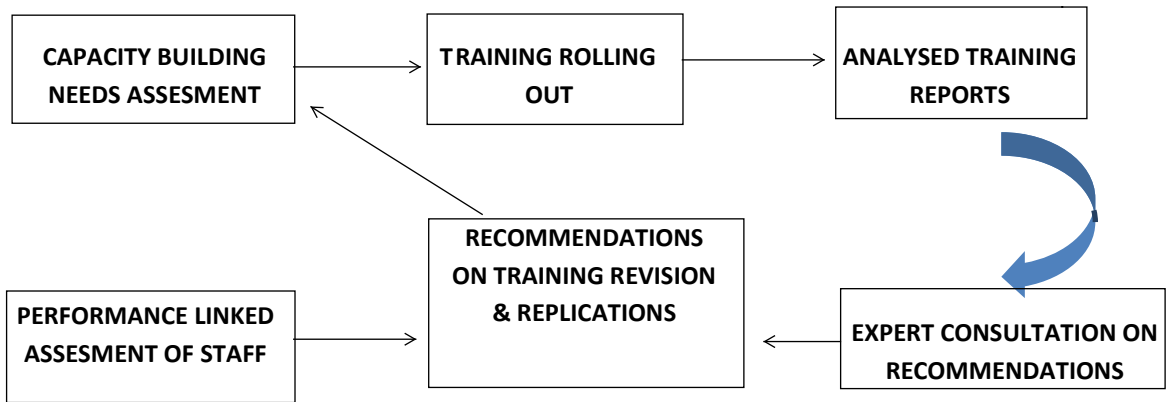 CAPACITY BUILDING
NEEDS ASSESMENT
TRAINING ROLLING
OUT
ANALYSED TRAINING
REPORTS
RECOMMENDATIONS
ON TRAINING REVISION
& REPLICATIONS
PERFORMANCE LINKED
ASSESMENT OF STAFF
EXPERT CONSULTATION ON
RECOMMENDATIONS